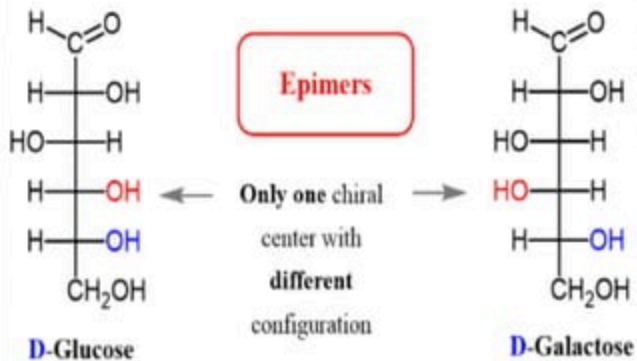 H O
C
H OH
HO H
H OH
H OH
CH2OH
D-Glucose
Epimers
Only one chiral
center with
different
configuration
H O
C
H OH
HO H
HO H
H OH
CH2OH
D-Galactose